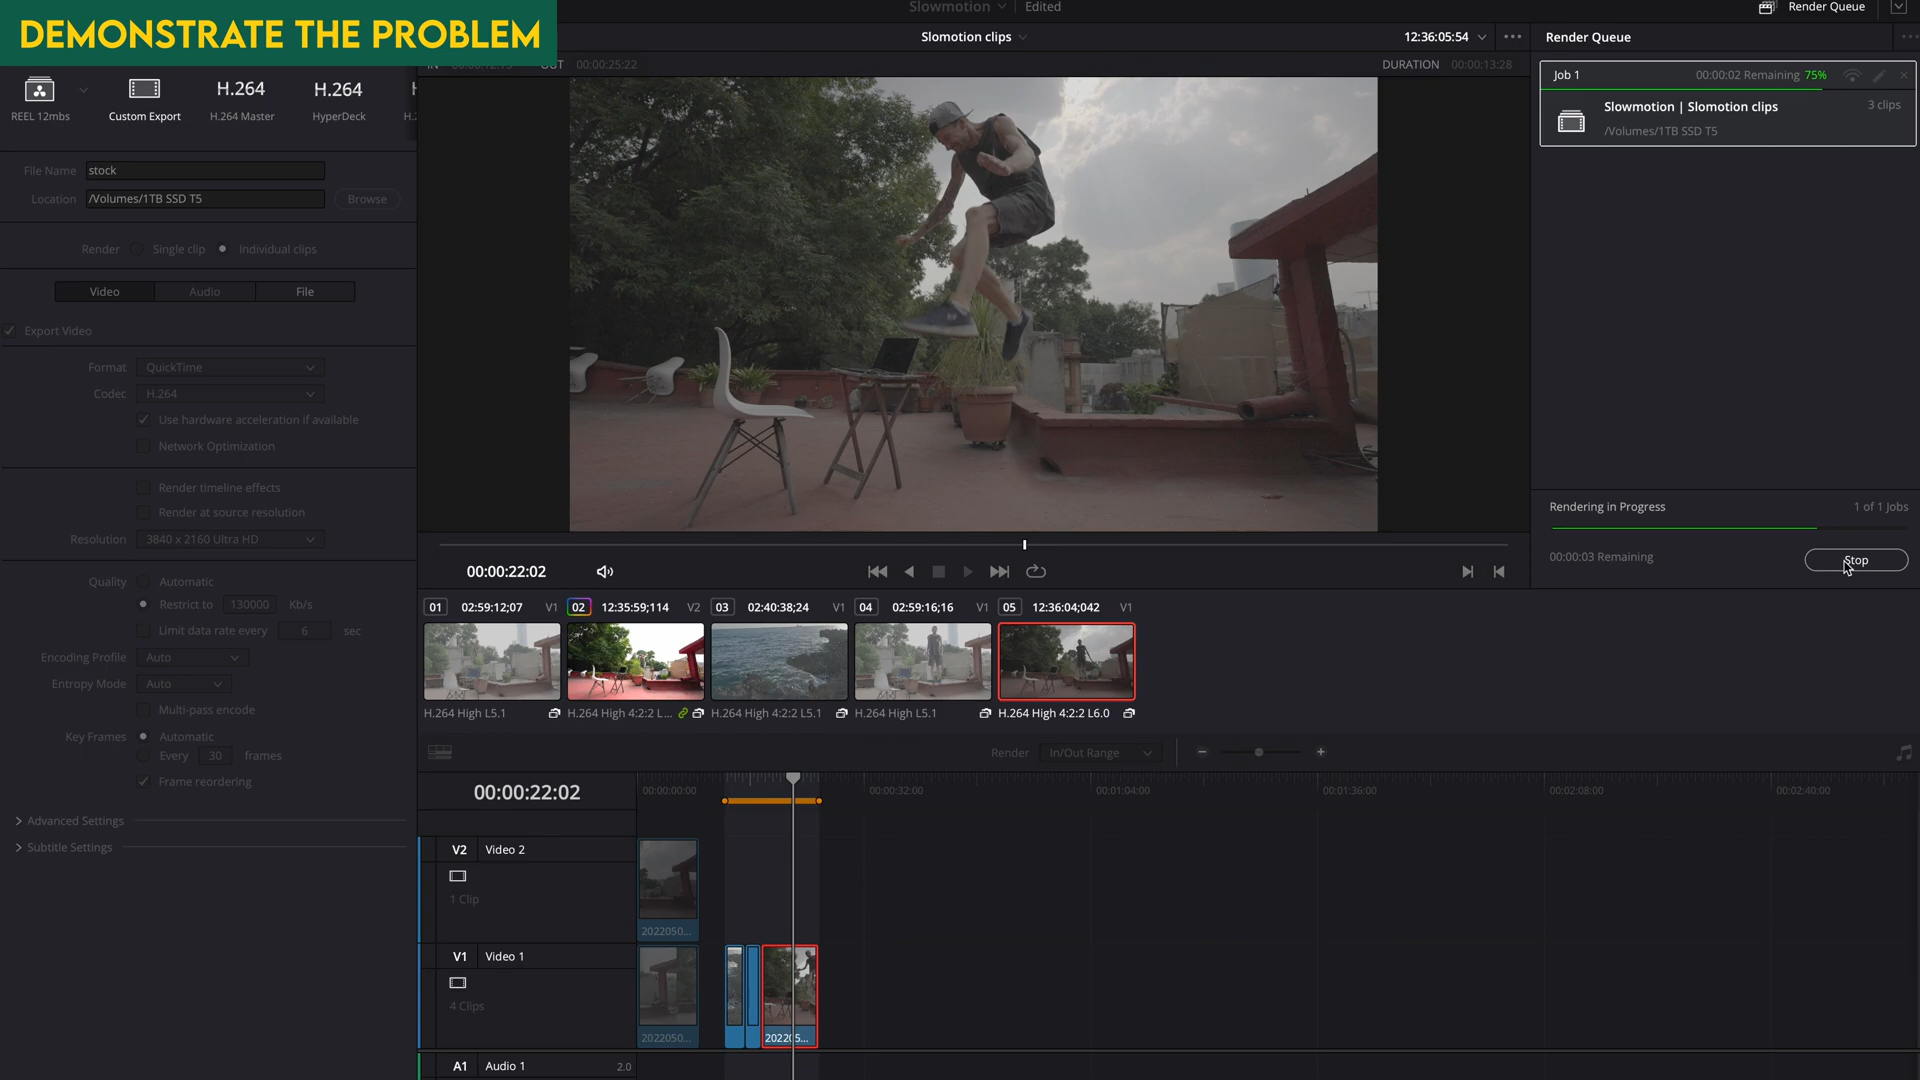 DEMONSTRATE THE PROBLEM
Slowmotion
Edited
Render Queue
Slomotion clips
12:36:05:54
Render Queue
IN 00:00:12:15
OUT 00:00:25:22
DURATION 00:00:13:28
REEL 12mbs
Custom Export
H.264
H.264 Master
H.264
HyperDeck
Job 1
00:00:02 Remaining 75%
Slowmotion | Slomotion clips
3 clips
/Volumes/1TB SSD T5
File Name stock
Location /Volumes/1TB SSD T5 Browse
Render Single clip Individual clips
Video Audio File
Export Video
Format QuickTime
Codec H.264
Use hardware acceleration if available
Network Optimization
Render timeline effects
Render at source resolution
Resolution 3840 x 2160 Ultra HD
Quality Automatic
Restrict to 130000 Kb/s
Limit data rate every 6 sec
Encoding Profile Auto
Entropy Mode Auto
Multi-pass encode
Key Frames Automatic
Every 30 frames
Frame reordering
Advanced Settings
Subtitle Settings
Rendering in Progress
1 of 1 Jobs
00:00:03 Remaining
Stop
00:00:22:02
01 02:59:12;07 V1
02 12:35:59;114 V2
03 02:40:38;24 V1
04 02:59:16;16 V1
05 12:36:04;042 V1
H.264 High L5.1
H.264 High 4:2:2 L...
H.264 High 4:2:2 L5.1
H.264 High L5.1
H.264 High 4:2:2 L6.0
Render In/Out Range
00:00:22:02
00:00:00:00
00:00:32:00
00:01:04:00
00:01:36:00
00:02:08:00
00:02:40:00
V2 Video 2
1 Clip
2022050...
V1 Video 1
4 Clips
2022050...
202205...
A1 Audio 1 2.0